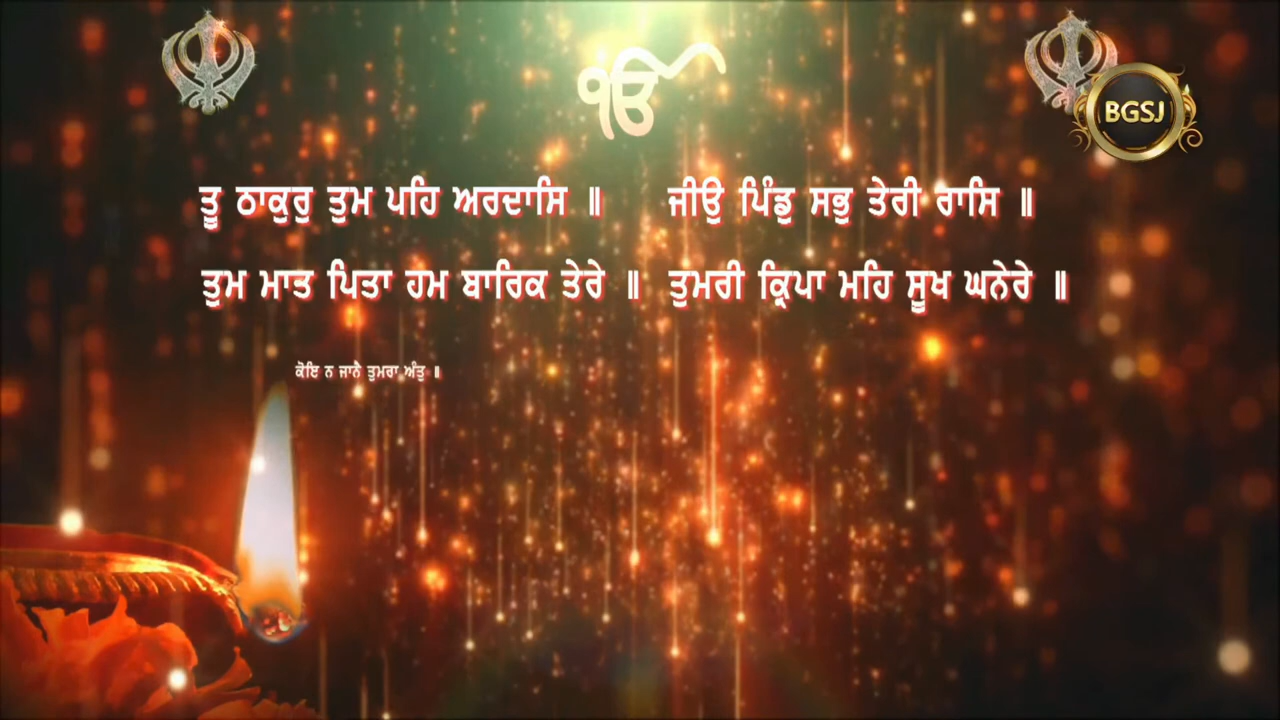 ੴ
BGSJ
ਤੂ ਠਾਕੁਰੁ ਤੁਮ ਪਹਿ ਅਰਦਾਸਿ ॥ ਜੀਉ ਪਿੰਡੁ ਸਭੁ ਤੇਰੀ ਰਾਸਿ ॥
ਤੁਮ ਮਾਤ ਪਿਤਾ ਹਮ ਬਾਰਿਕ ਤੇਰੇ ॥ ਤੁਮਰੀ ਕ੍ਰਿਪਾ ਮਹਿ ਸੂਖ ਘਨੇਰੇ ॥
ਕੋਇ ਨ ਜਾਨੈ ਤੁਮਰਾ ਅੰਤੁ ॥